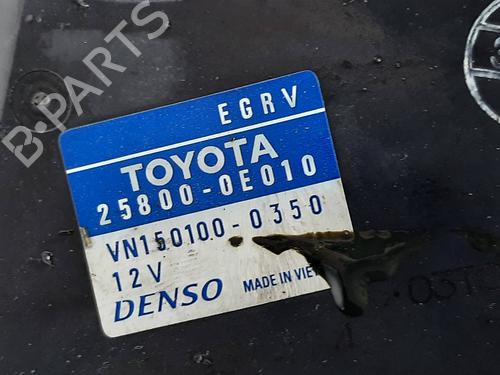 B-PARTS
EGRV
TOYOTA
25800-0E010
VN150100-0350
12V
DENSO MADE IN VIE